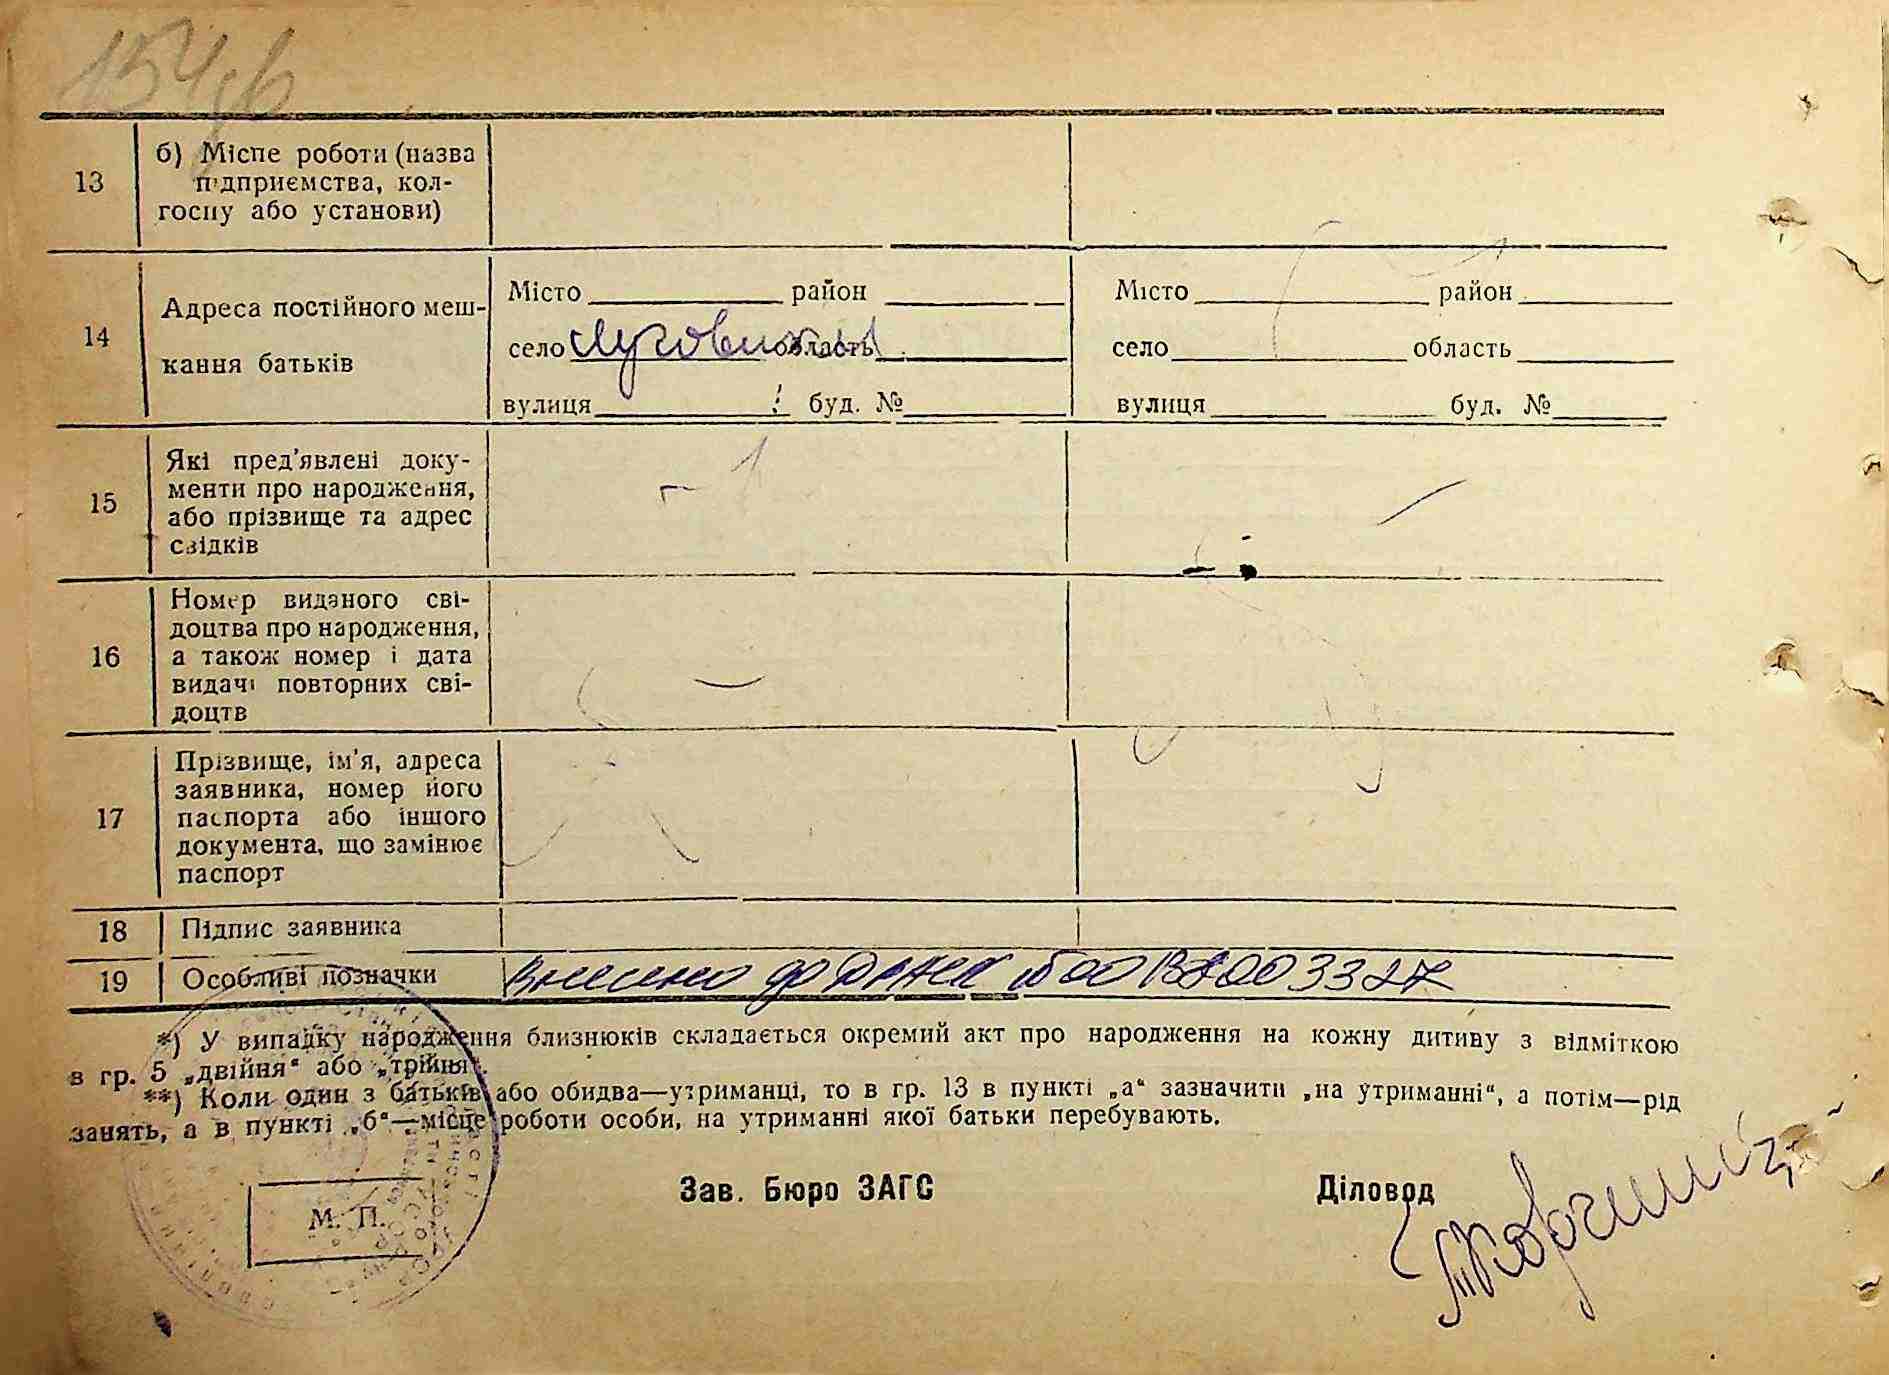 154зв
13
б) Місце роботи (назва
підприємства, кол-
госпу або установи)
14
Адреса постійного меш-
кання батьків
Місто район
село Луговики область
вулиця буд. №
Місто район
село область
вулиця буд. №
15
Які пред'явлені доку-
менти про народження,
або прізвище та адрес
свідків
16
Номер виданого сві-
доцтва про народження,
а також номер і дата
видачі повторних сві-
доцтв
17
Прізвище, ім'я, адреса
заявника, номер його
паспорта або іншого
документа, що замінює
паспорт
18 Підпис заявника
19 Особливі позначки Внесено до
*) У випадку народження близнюків складається окремий акт про народження на кожну дитину з відміткою
в гр. 5 „двійня“ або „трійня“.
**) Коли один з батьків або обидва—утриманці, то в гр. 13 в пункті „а“ зазначити „на утриманні“, а потім—рід
занять, а в пункті „б“—місце роботи особи, на утриманні якої батьки перебувають.
Зав. Бюро ЗАГС Діловод
М. П.